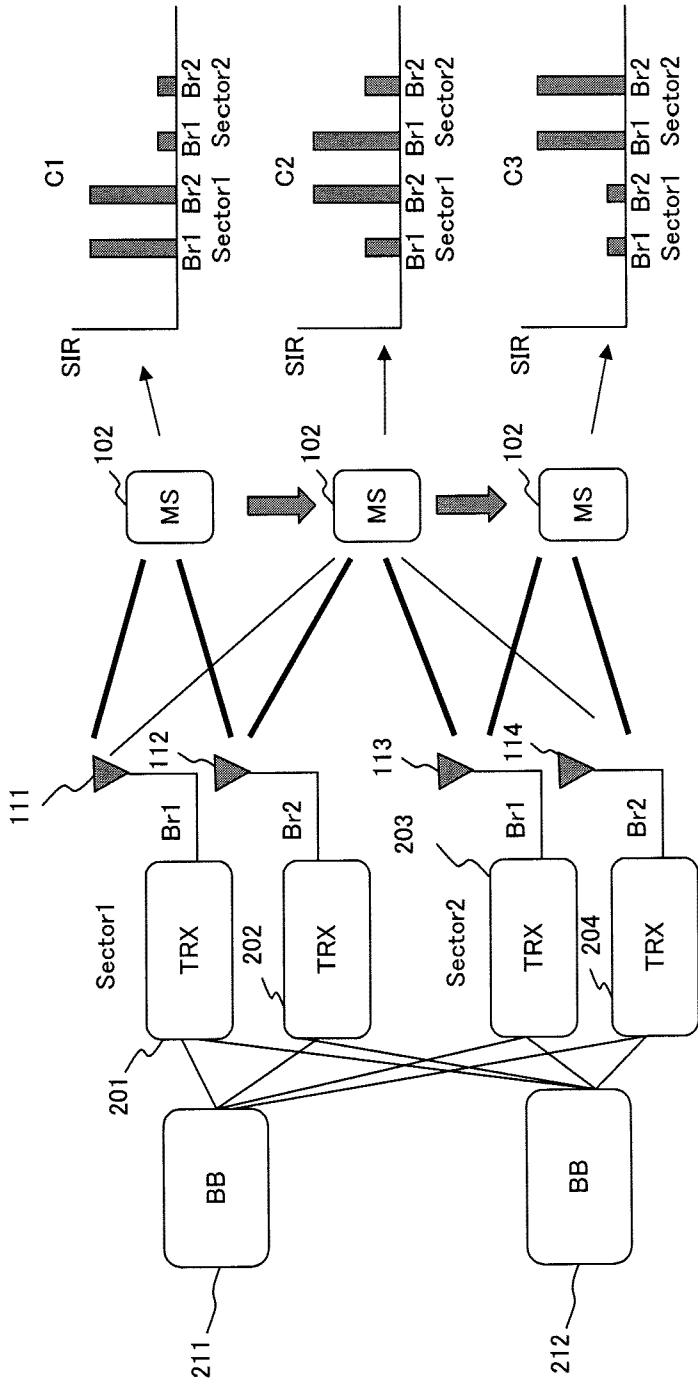 111
Sector1
201
TRX
Br1
112
202
TRX
Br2
211
BB
113
Sector2
203
TRX
Br1
114
204
TRX
Br2
212
BB
102
MS
102
MS
102
MS
SIR
C1
Br1 Br2 Br1 Br2
Sector1 Sector2
SIR
C2
Br1 Br2 Br1 Br2
Sector1 Sector2
SIR
C3
Br1 Br2 Br1 Br2
Sector1 Sector2